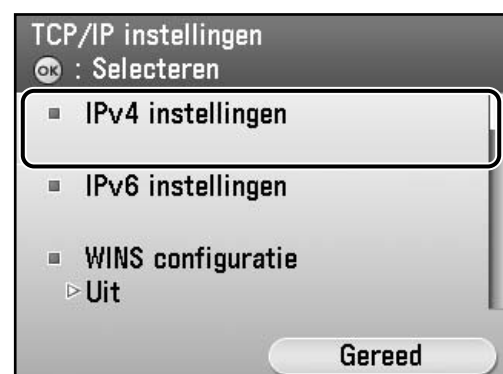 TCP/IP instellingen
OK : Selecteren
IPv4 instellingen
IPv6 instellingen
WINS configuratie
Uit
Gereed